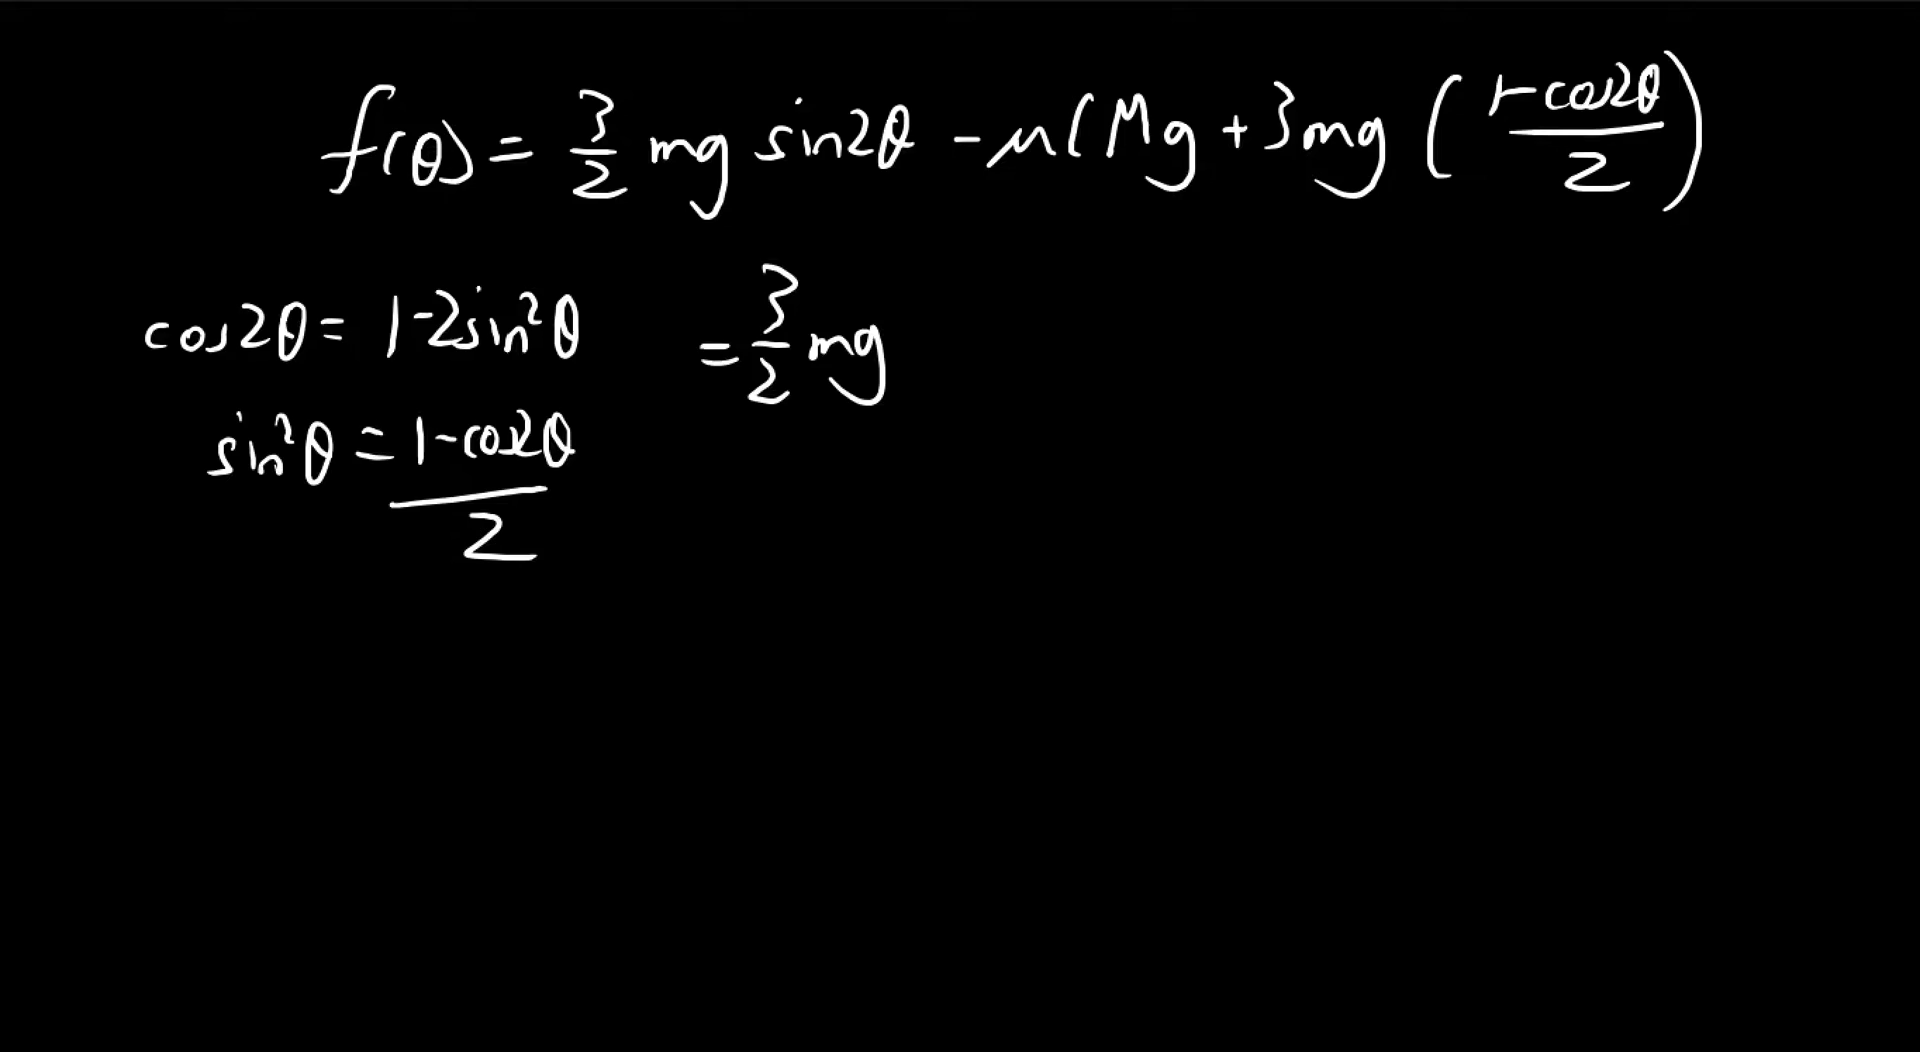 f(θ) = 3/2 mg sin2θ - μ(Mg + 3mg (1-cos2θ / 2)
cos2θ = 1-2sin²θ
= 3/2 mg
sin²θ = 1-cos2θ / 2